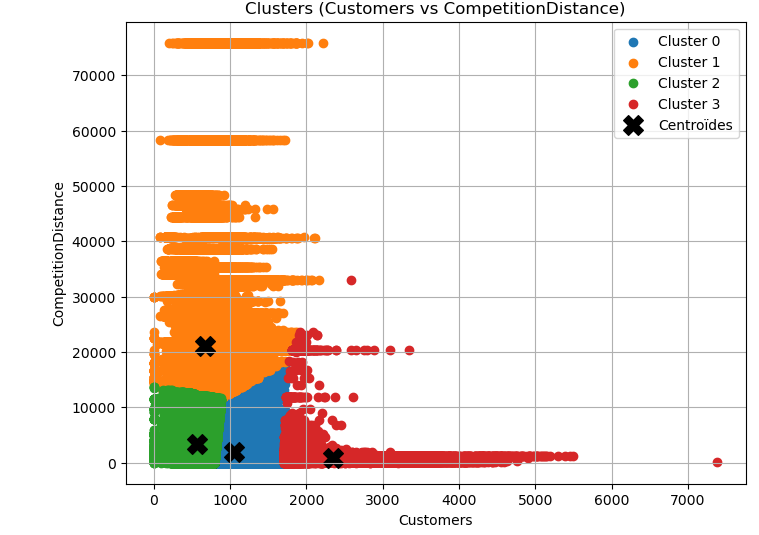 Clusters (Customers vs CompetitionDistance)
Cluster 0
Cluster 1
Cluster 2
Cluster 3
Centroïdes
CompetitionDistance
70000
60000
50000
40000
30000
20000
10000
0
0 1000 2000 3000 4000 5000 6000 7000
Customers